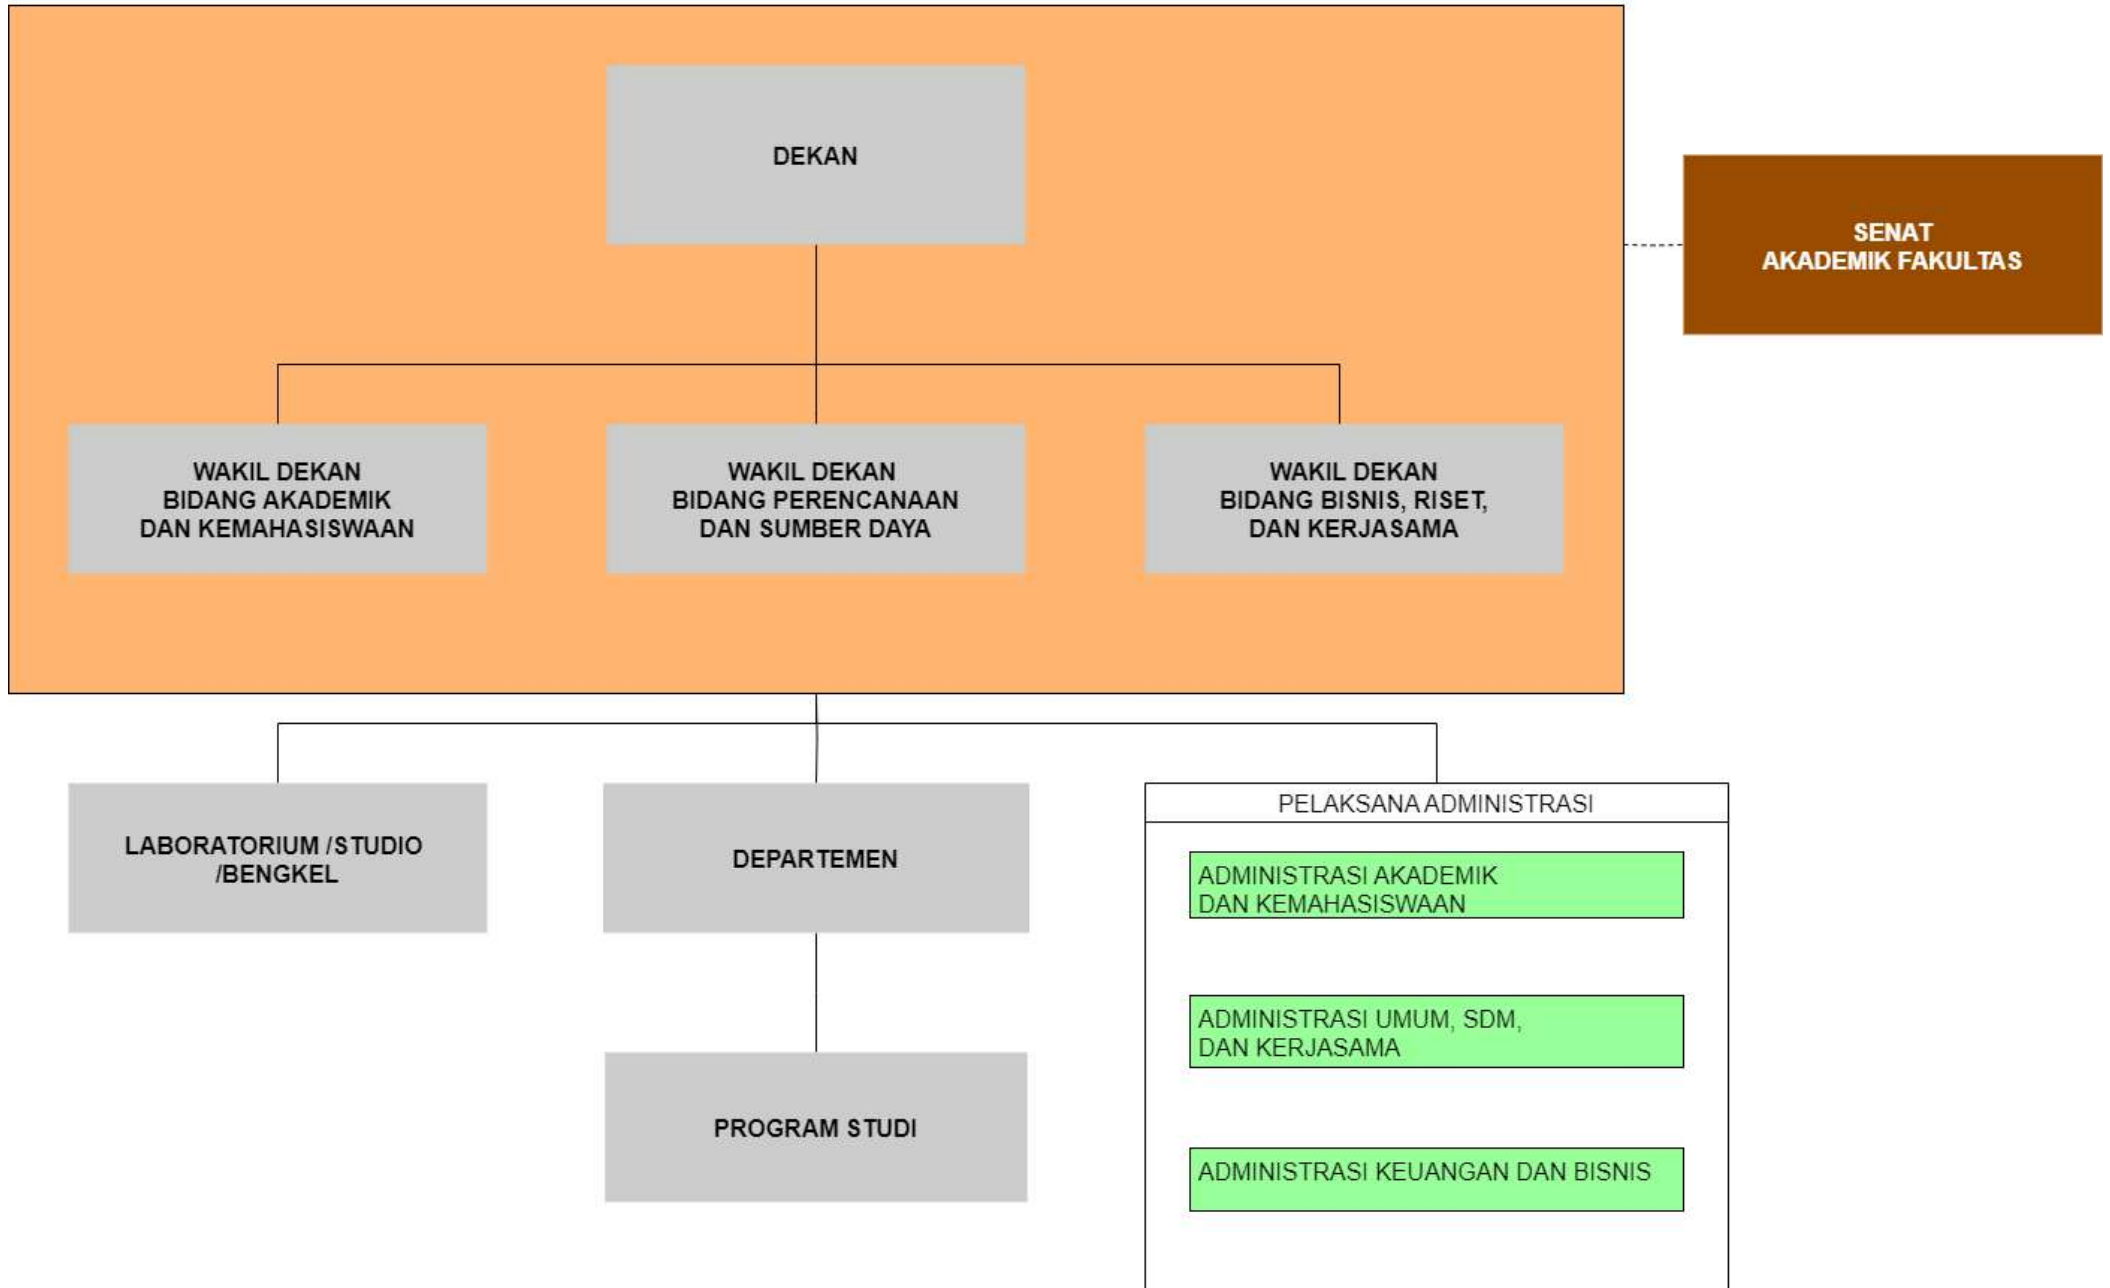 DEKAN
SENAT
AKADEMIK FAKULTAS
WAKIL DEKAN
BIDANG AKADEMIK
DAN KEMAHASISWAAN
WAKIL DEKAN
BIDANG PERENCANAAN
DAN SUMBER DAYA
WAKIL DEKAN
BIDANG BISNIS, RISET,
DAN KERJASAMA
LABORATORIUM /STUDIO
/BENGKEL
DEPARTEMEN
PROGRAM STUDI
PELAKSANA ADMINISTRASI
ADMINISTRASI AKADEMIK
DAN KEMAHASISWAAN
ADMINISTRASI UMUM, SDM,
DAN KERJASAMA
ADMINISTRASI KEUANGAN DAN BISNIS